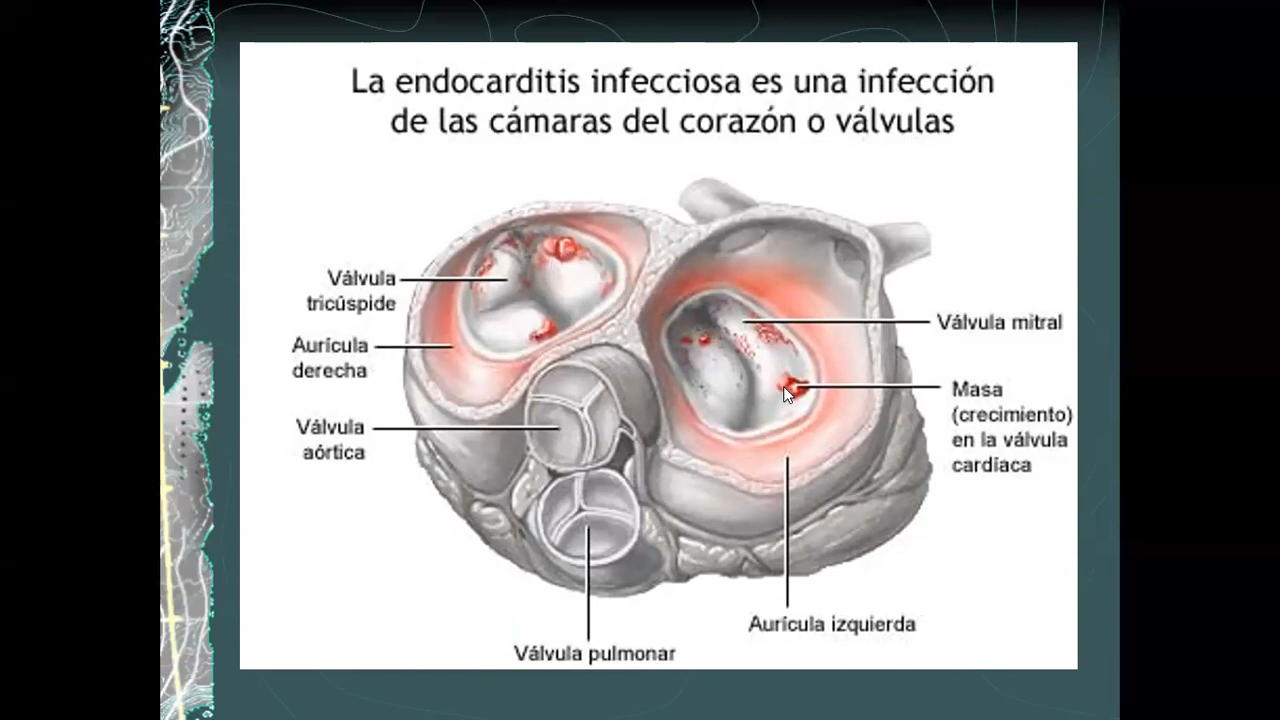 La endocarditis infecciosa es una infección
de las cámaras del corazón o válvulas
Válvula
tricúspide
Aurícula
derecha
Válvula
aórtica
Válvula mitral
Masa
(crecimiento)
en la válvula
cardíaca
Aurícula izquierda
Válvula pulmonar